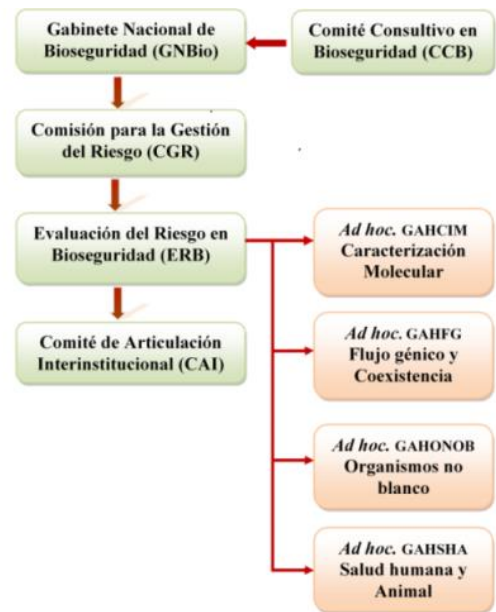 Gabinete Nacional de
Bioseguridad (GNBio)
Comité Consultivo en
Bioseguridad (CCB)
Comisión para la Gestión
del Riesgo (CGR)
Evaluación del Riesgo en
Bioseguridad (ERB)
Comité de Articulación
Interinstitucional (CAI)
Ad hoc. GAHCIM
Caracterización
Molecular
Ad hoc. GAHFG
Flujo génico y
Coexistencia
Ad hoc. GAHONOB
Organismos no
blanco
Ad hoc. GAHSHA
Salud humana y
Animal